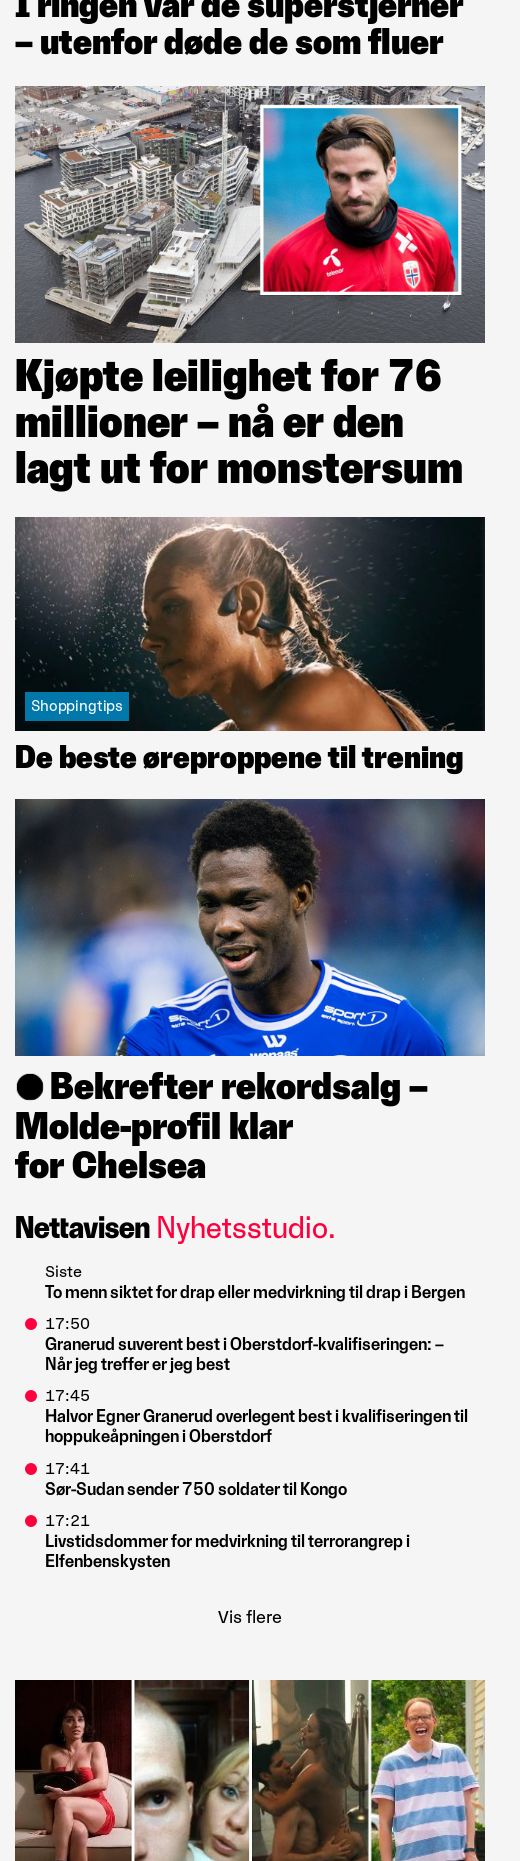 I ringen var de superstjerner
– utenfor døde de som fluer
telenor
Kjøpte leilighet for 76
millioner – nå er den
lagt ut for monstersum
Shoppingtips
De beste øreproppene til trening
sport1
sport1
wonaas
● Bekrefter rekordsalg –
Molde-profil klar
for Chelsea
Nettavisen Nyhetsstudio.
Siste
To menn siktet for drap eller medvirkning til drap i Bergen
17:50
Granerud suverent best i Oberstdorf-kvalifiseringen: –
Når jeg treffer er jeg best
17:45
Halvor Egner Granerud overlegent best i kvalifiseringen til
hoppukeåpningen i Oberstdorf
17:41
Sør-Sudan sender 750 soldater til Kongo
17:21
Livstidsdommer for medvirkning til terrorangrep i
Elfenbenskysten
Vis flere